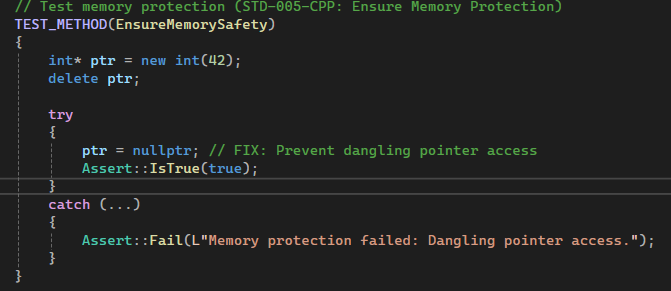 // Test memory protection (STD-005-CPP: Ensure Memory Protection)
TEST_METHOD(EnsureMemorySafety)
{
    int* ptr = new int(42);
    delete ptr;

    try
    {
        ptr = nullptr; // FIX: Prevent dangling pointer access
        Assert::IsTrue(true);
    }
    catch (...)
    {
        Assert::Fail(L"Memory protection failed: Dangling pointer access.");
    }
}